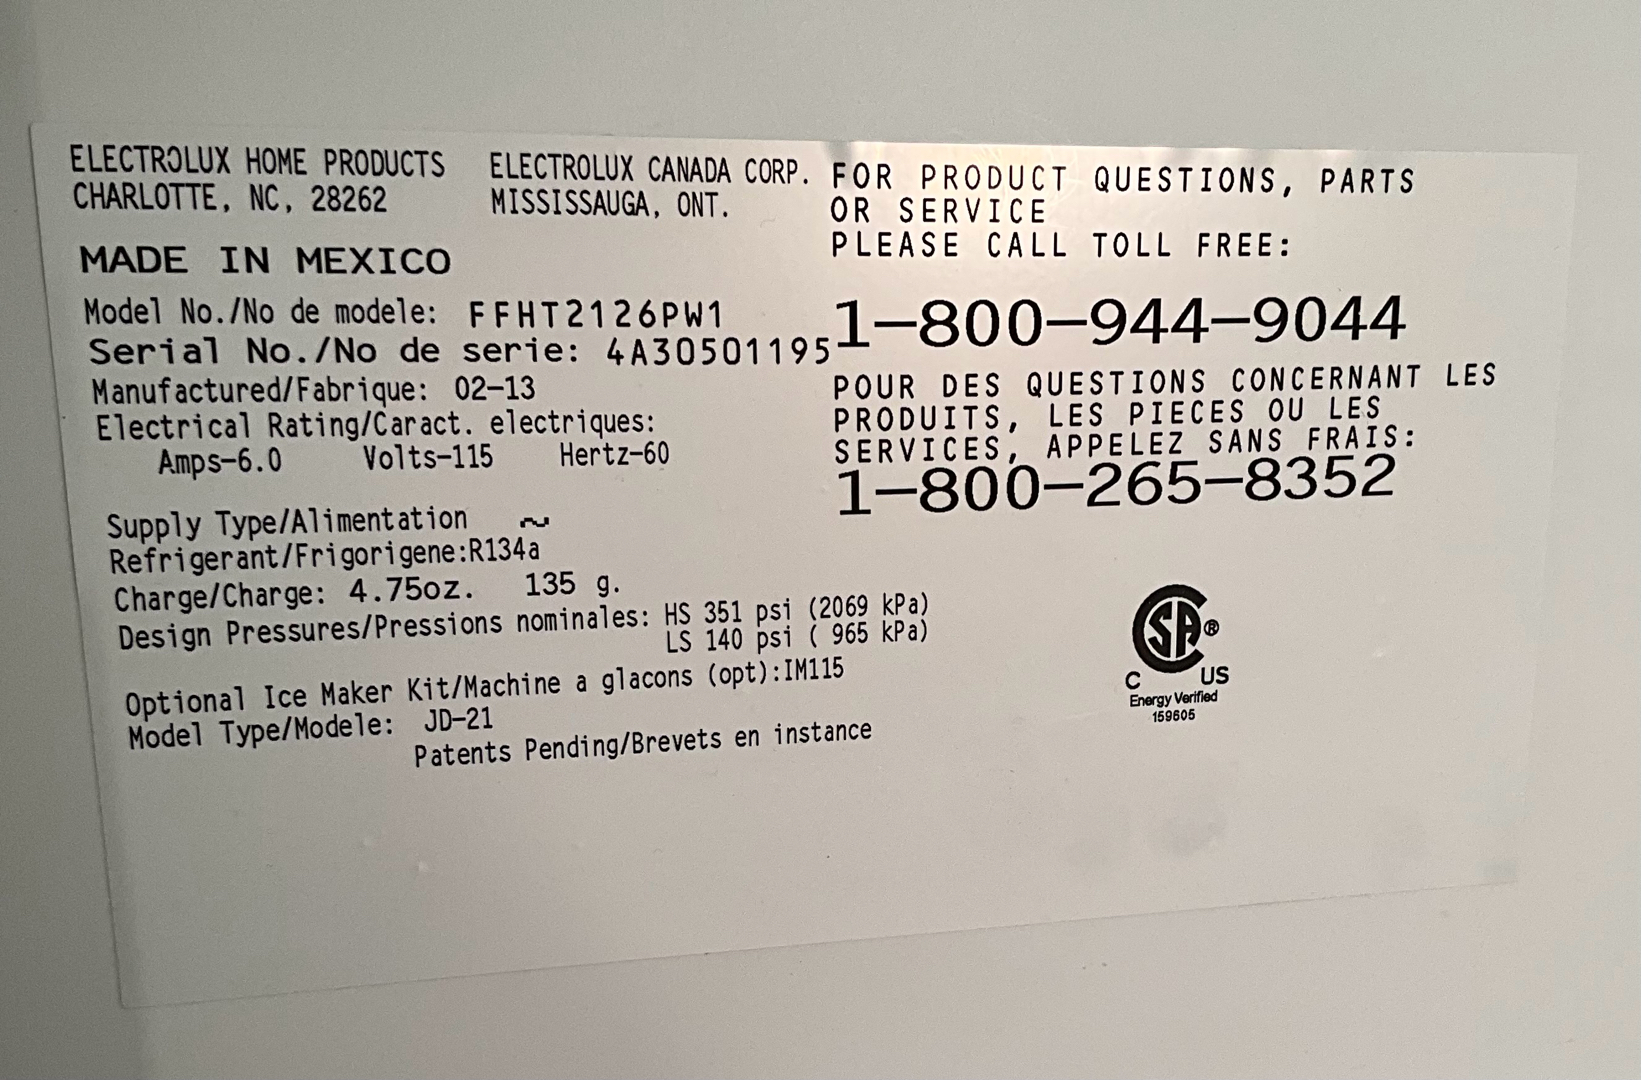 ELECTROLUX HOME PRODUCTS
CHARLOTTE, NC, 28262
ELECTROLUX CANADA CORP.
MISSISSAUGA, ONT.
MADE IN MEXICO
Model No./No de modele: FFHT2126PW1
Serial No./No de serie: 4A30501195
Manufactured/Fabrique: 02-13
Electrical Rating/Caract. electriques:
Amps-6.0 Volts-115 Hertz-60
Supply Type/Alimentation ~
Refrigerant/Frigorigene:R134a
Charge/Charge: 4.75oz. 135 g.
Design Pressures/Pressions nominales: HS 351 psi (2069 kPa)
LS 140 psi ( 965 kPa)
Optional Ice Maker Kit/Machine a glacons (opt):IM115
Model Type/Modele: JD-21
Patents Pending/Brevets en instance
FOR PRODUCT QUESTIONS, PARTS
OR SERVICE
PLEASE CALL TOLL FREE:
1-800-944-9044
POUR DES QUESTIONS CONCERNANT LES
PRODUITS, LES PIECES OU LES
SERVICES, APPELEZ SANS FRAIS:
1-800-265-8352
CSA®
C US
Energy Verified
159605